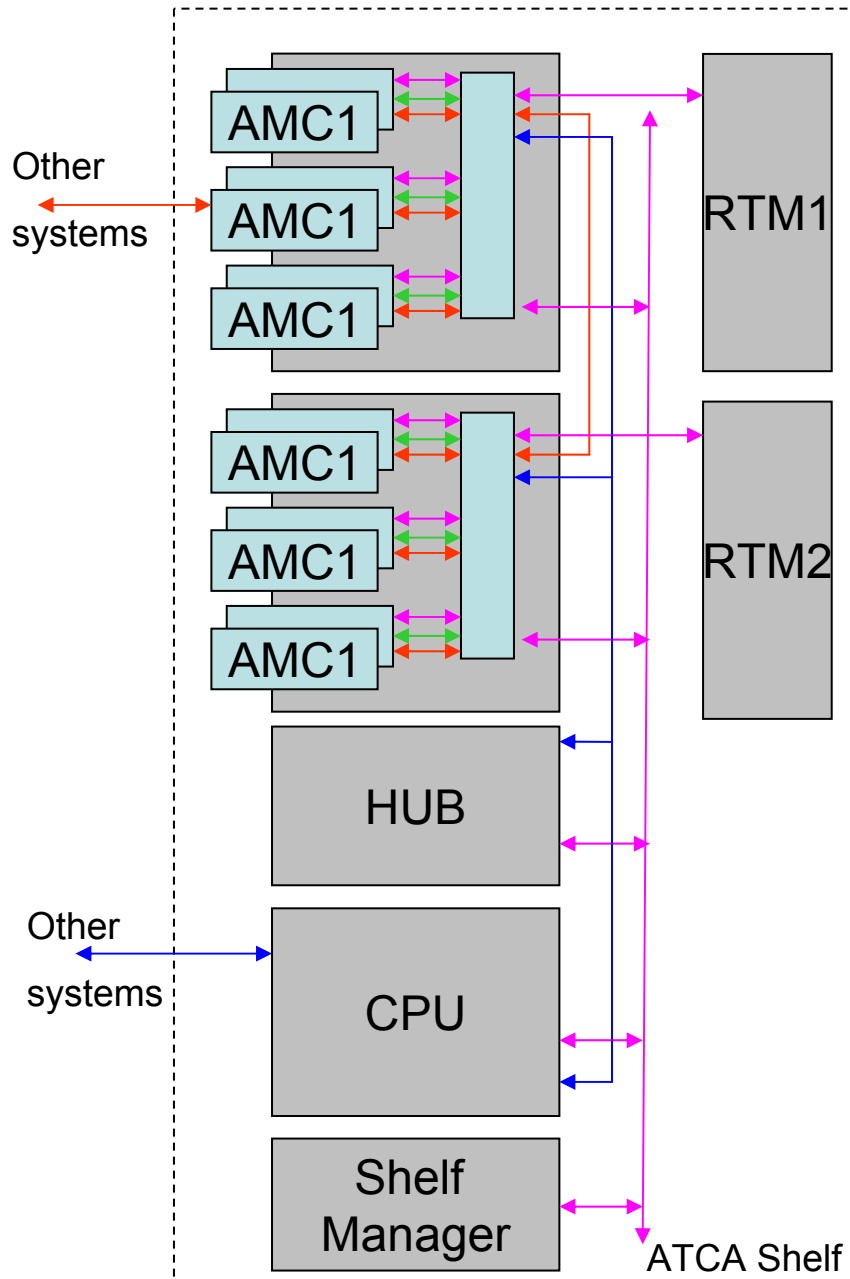 AMC1
Other
systems
AMC1
RTM1
AMC1
AMC1
AMC1
RTM2
AMC1
HUB
Other
systems
CPU
Shelf
Manager
ATCA Shelf